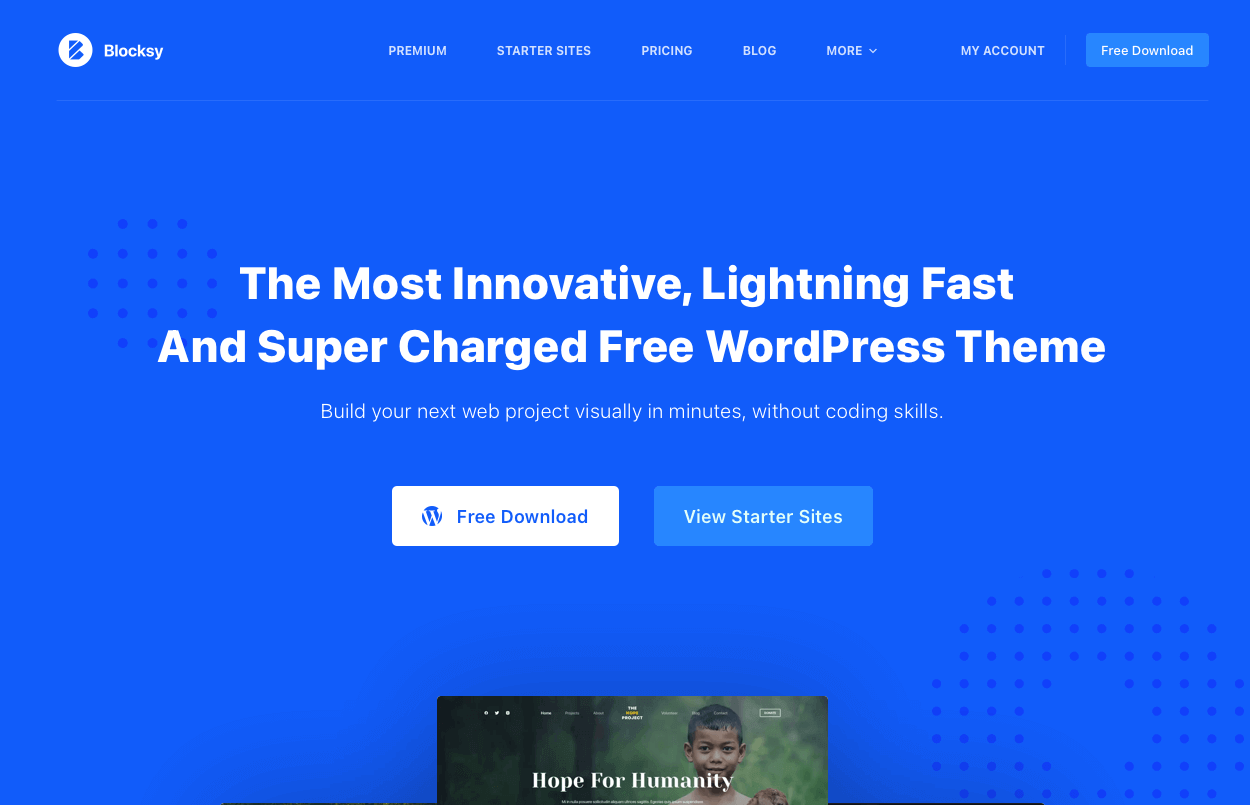 Blocksy
PREMIUM STARTER SITES PRICING BLOG MORE MY ACCOUNT Free Download
The Most Innovative, Lightning Fast
And Super Charged Free WordPress Theme
Build your next web project visually in minutes, without coding skills.
Free Download View Starter Sites
Home Projects About THE HOPE PROJECT Volunteer Blog Contact DONATE
Hope For Humanity